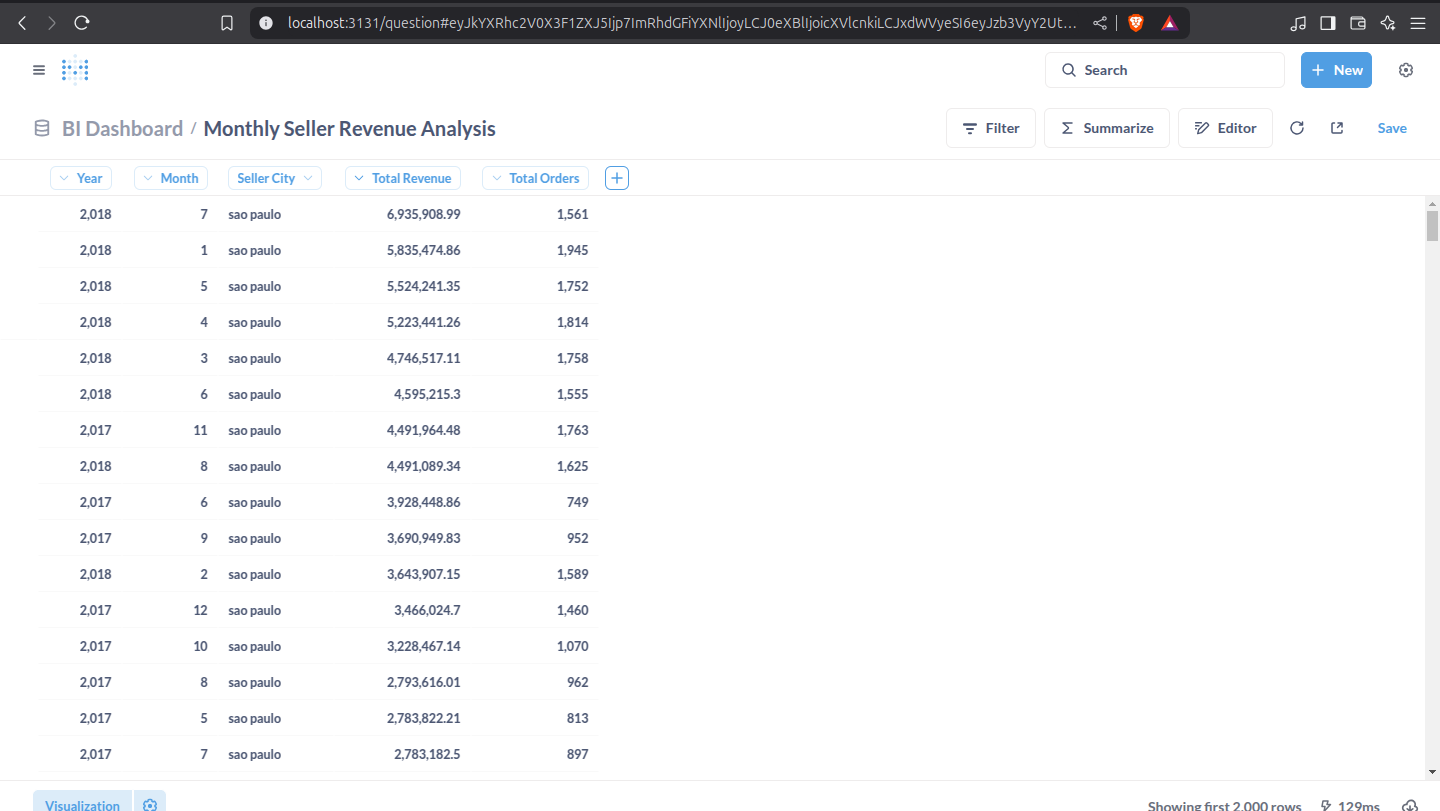 localhost:3131/question#eyJkYXRhc2V0X3F1ZXJ5Ijp7ImRhdGFiYXNlIjoyLCJ0eXBlIjoicXVlcnkiLCJxdWVyeSI6eyJzb3VyY2Ut...
Search
+ New
BI Dashboard / Monthly Seller Revenue Analysis
Filter
Σ Summarize
Editor
Save
Year Month Seller City Total Revenue Total Orders +
2,018 7 sao paulo 6,935,908.99 1,561
2,018 1 sao paulo 5,835,474.86 1,945
2,018 5 sao paulo 5,524,241.35 1,752
2,018 4 sao paulo 5,223,441.26 1,814
2,018 3 sao paulo 4,746,517.11 1,758
2,018 6 sao paulo 4,595,215.3 1,555
2,017 11 sao paulo 4,491,964.48 1,763
2,018 8 sao paulo 4,491,089.34 1,625
2,017 6 sao paulo 3,928,448.86 749
2,017 9 sao paulo 3,690,949.83 952
2,018 2 sao paulo 3,643,907.15 1,589
2,017 12 sao paulo 3,466,024.7 1,460
2,017 10 sao paulo 3,228,467.14 1,070
2,017 8 sao paulo 2,793,616.01 962
2,017 5 sao paulo 2,783,822.21 813
2,017 7 sao paulo 2,783,182.5 897
Visualization
Showing first 2,000 rows
129ms